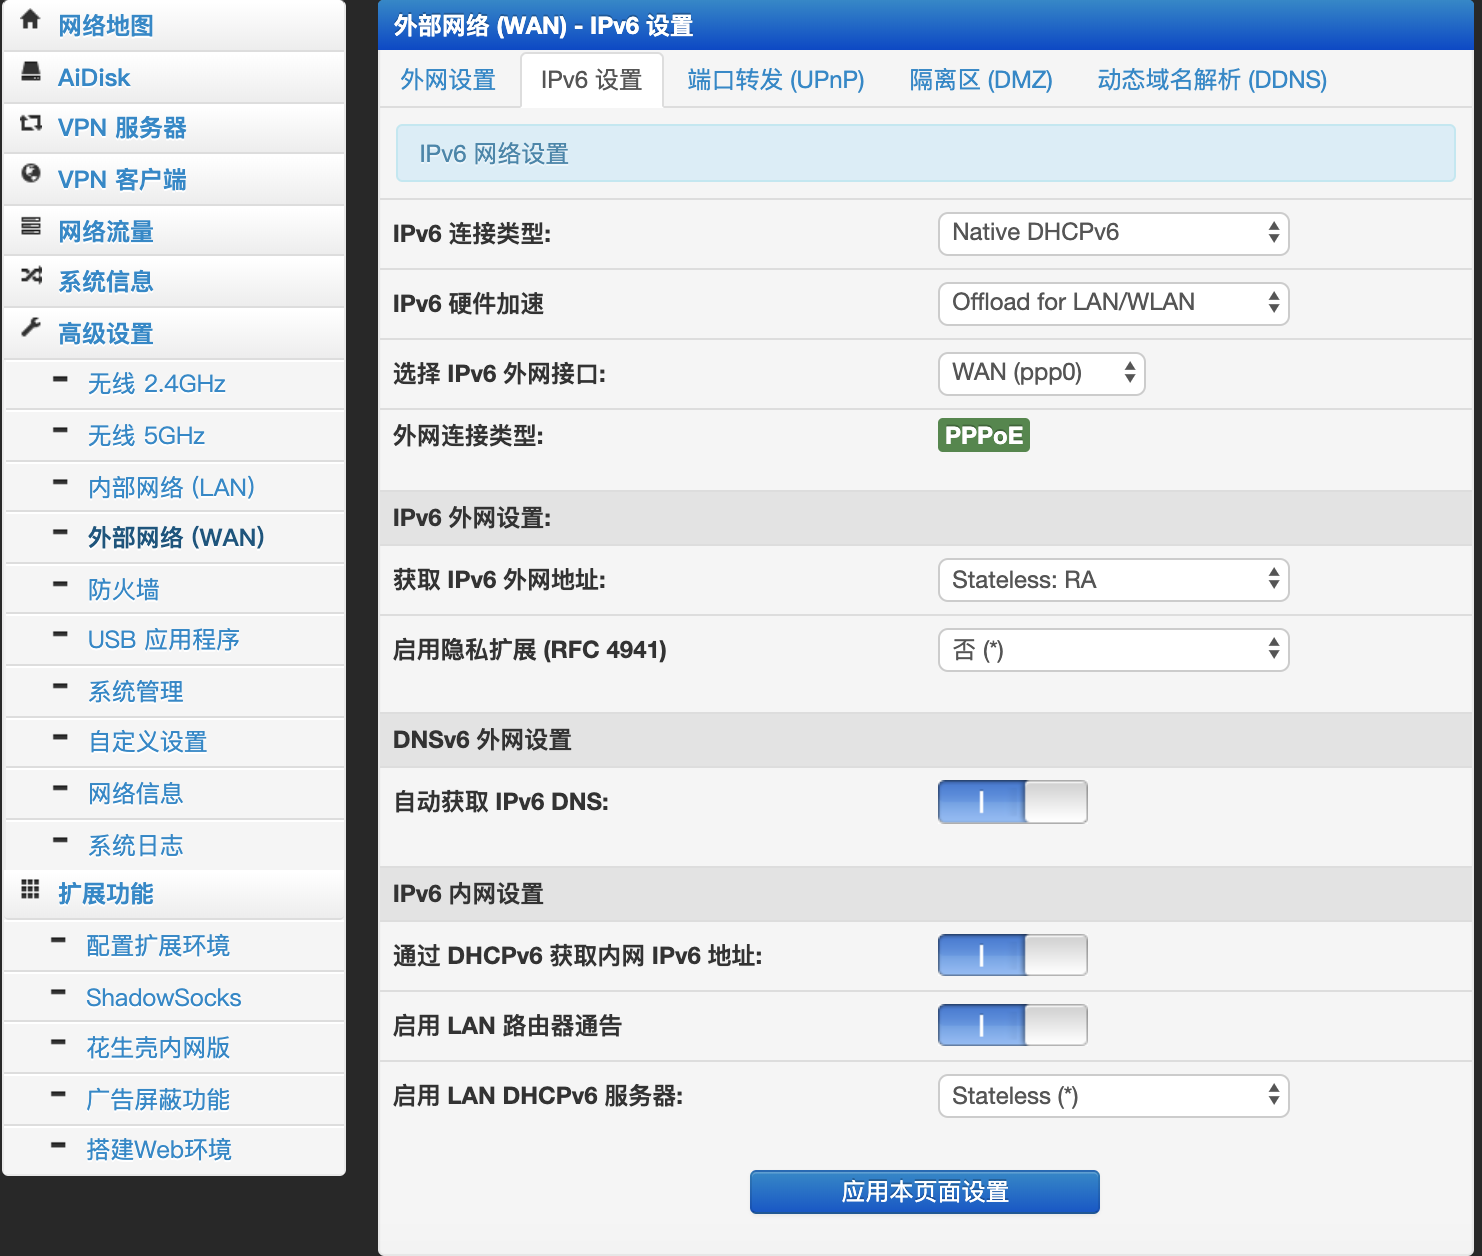 网络地图
AiDisk
VPN 服务器
VPN 客户端
网络流量
系统信息
高级设置
无线 2.4GHz
无线 5GHz
内部网络 (LAN)
外部网络 (WAN)
防火墙
USB 应用程序
系统管理
自定义设置
网络信息
系统日志
扩展功能
配置扩展环境
ShadowSocks
花生壳内网版
广告屏蔽功能
搭建Web环境
外部网络 (WAN) - IPv6 设置
外网设置 IPv6 设置 端口转发 (UPnP) 隔离区 (DMZ) 动态域名解析 (DDNS)
IPv6 网络设置
IPv6 连接类型: Native DHCPv6
IPv6 硬件加速 Offload for LAN/WLAN
选择 IPv6 外网接口: WAN (ppp0)
外网连接类型: PPPoE
IPv6 外网设置:
获取 IPv6 外网地址: Stateless: RA
启用隐私扩展 (RFC 4941) 否 (*)
DNSv6 外网设置
自动获取 IPv6 DNS:
IPv6 内网设置
通过 DHCPv6 获取内网 IPv6 地址:
启用 LAN 路由器通告
启用 LAN DHCPv6 服务器: Stateless (*)
应用本页面设置